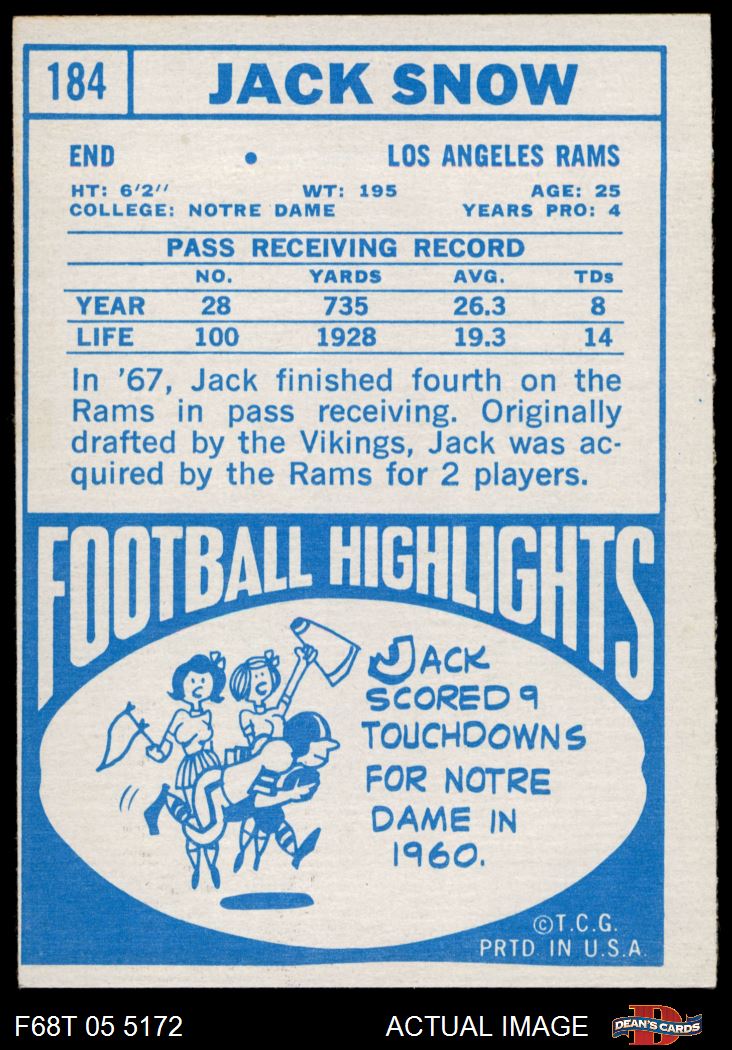 184 JACK SNOW
END • LOS ANGELES RAMS
HT: 6'2" WT: 195 AGE: 25
COLLEGE: NOTRE DAME YEARS PRO: 4
PASS RECEIVING RECORD
NO. YARDS AVG. TDs
YEAR 28 735 26.3 8
LIFE 100 1928 19.3 14
In '67, Jack finished fourth on the
Rams in pass receiving. Originally
drafted by the Vikings, Jack was ac-
quired by the Rams for 2 players.
FOOTBALL HIGHLIGHTS
JACK
SCORED 9
TOUCHDOWNS
FOR NOTRE
DAME IN
1960.
©T.C.G.
PRTD IN U.S.A.
F68T 05 5172 ACTUAL IMAGE D DEAN'S CARDS